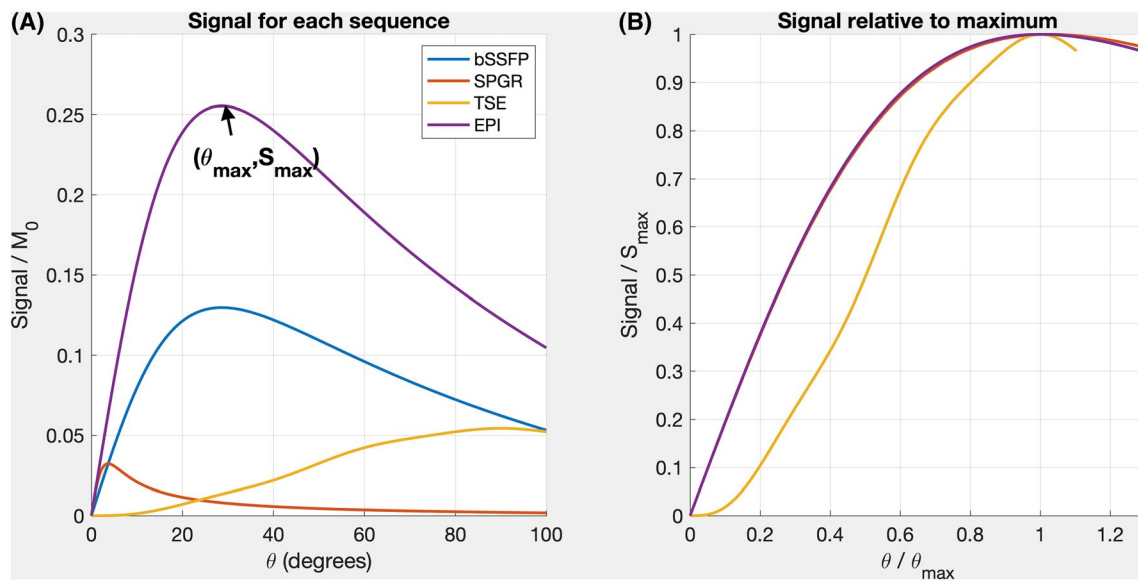 (A)
Signal for each sequence
0.3
0.25
0.2
0.15
0.1
0.05
0
Signal / M0
0 20 40 60 80 100
θ (degrees)
bSSFP
SPGR
TSE
EPI
(θmax,Smax)
(B)
Signal relative to maximum
1
0.9
0.8
0.7
0.6
0.5
0.4
0.3
0.2
0.1
0
Signal / Smax
0 0.2 0.4 0.6 0.8 1 1.2
θ / θmax